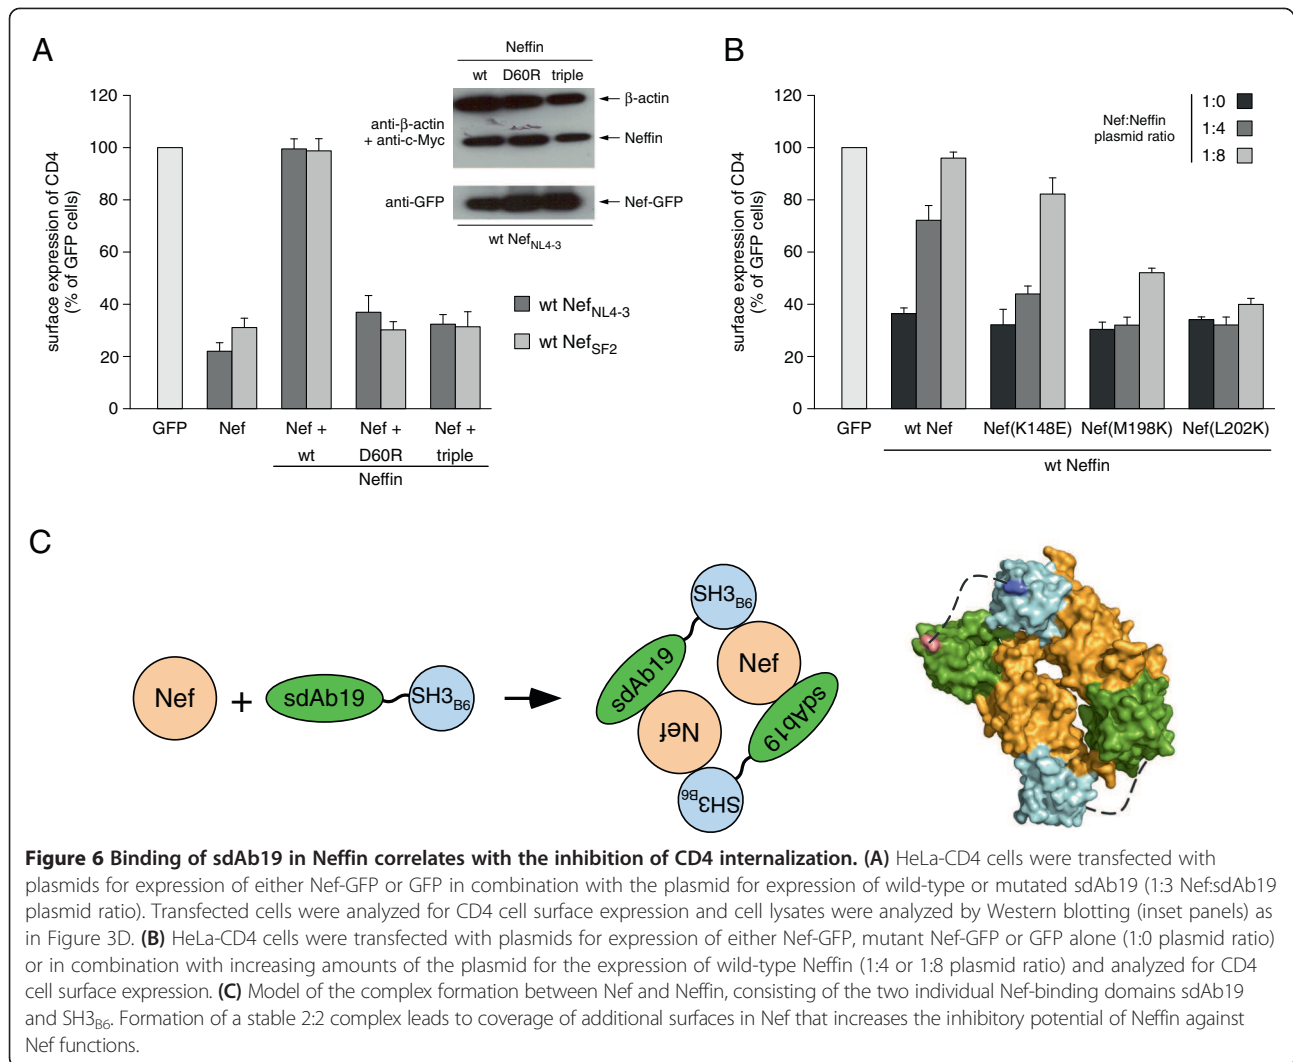 A
Neffin
wt D60R triple
anti-β-actin
+ anti-c-Myc
β-actin
Neffin
anti-GFP
Nef-GFP
wt Nef NL4-3
surface expression of CD4
(% of GFP cells)
120
100
80
60
40
20
0
wt Nef NL4-3
wt Nef SF2
GFP Nef Nef + Nef + Nef +
wt D60R triple
Neffin
B
Nef:Neffin
plasmid ratio
1:0
1:4
1:8
surface expression of CD4
(% of GFP cells)
120
100
80
60
40
20
0
GFP wt Nef Nef(K148E) Nef(M198K) Nef(L202K)
wt Neffin
C
Nef + sdAb19 SH3B6
SH3B6
sdAb19
Nef
Nef
sdAb19
SH3B6
Figure 6 Binding of sdAb19 in Neffin correlates with the inhibition of CD4 internalization. (A) HeLa-CD4 cells were transfected with
plasmids for expression of either Nef-GFP or GFP in combination with the plasmid for expression of wild-type or mutated sdAb19 (1:3 Nef:sdAb19
plasmid ratio). Transfected cells were analyzed for CD4 cell surface expression and cell lysates were analyzed by Western blotting (inset panels) as
in Figure 3D. (B) HeLa-CD4 cells were transfected with plasmids for expression of either Nef-GFP, mutant Nef-GFP or GFP alone (1:0 plasmid ratio)
or in combination with increasing amounts of the plasmid for the expression of wild-type Neffin (1:4 or 1:8 plasmid ratio) and analyzed for CD4
cell surface expression. (C) Model of the complex formation between Nef and Neffin, consisting of the two individual Nef-binding domains sdAb19
and SH3B6. Formation of a stable 2:2 complex leads to coverage of additional surfaces in Nef that increases the inhibitory potential of Neffin against
Nef functions.